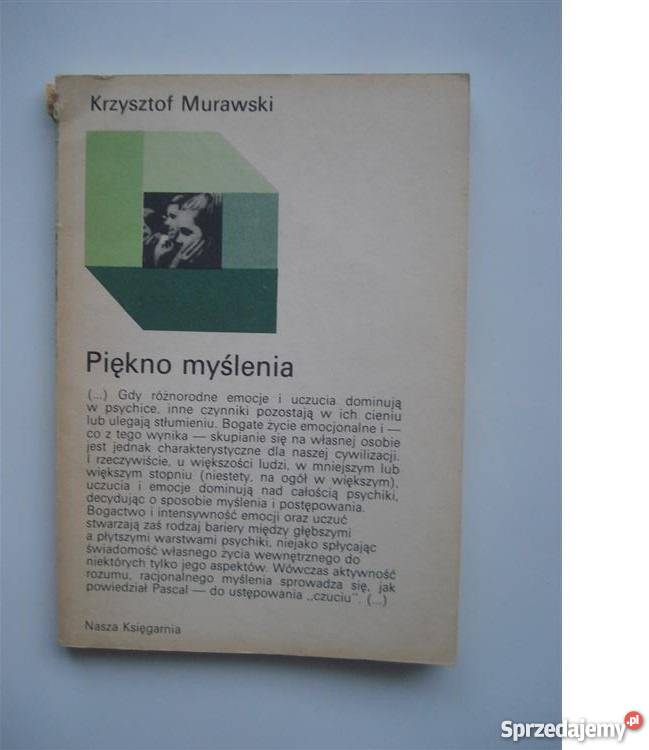 Krzysztof Murawski
Piękno myślenia
(...) Gdy różnorodne emocje i uczucia dominują
w psychice, inne czynniki pozostają w ich cieniu
lub ulegają stłumieniu. Bogate życie emocjonalne i —
co z tego wynika — skupianie się na własnej osobie
jest jednak charakterystyczne dla naszej cywilizacji.
I rzeczywiście, u większości ludzi, w mniejszym lub
większym stopniu (niestety, na ogół w większym),
uczucia i emocje dominują nad całością psychiki,
decydując o sposobie myślenia i postępowania.
Bogactwo i intensywność emocji oraz uczuć
stwarzają zaś rodzaj bariery między głębszymi
a płytszymi warstwami psychiki, niejako spłycając
świadomość własnego życia wewnętrznego do
niektórych tylko jego aspektów. Wówczas aktywność
rozumu, racjonalnego myślenia sprowadza się, jak
powiedział Pascal — do ustępowania „czuciu". (...)
Nasza Księgarnia
Sprzedajemy.pl